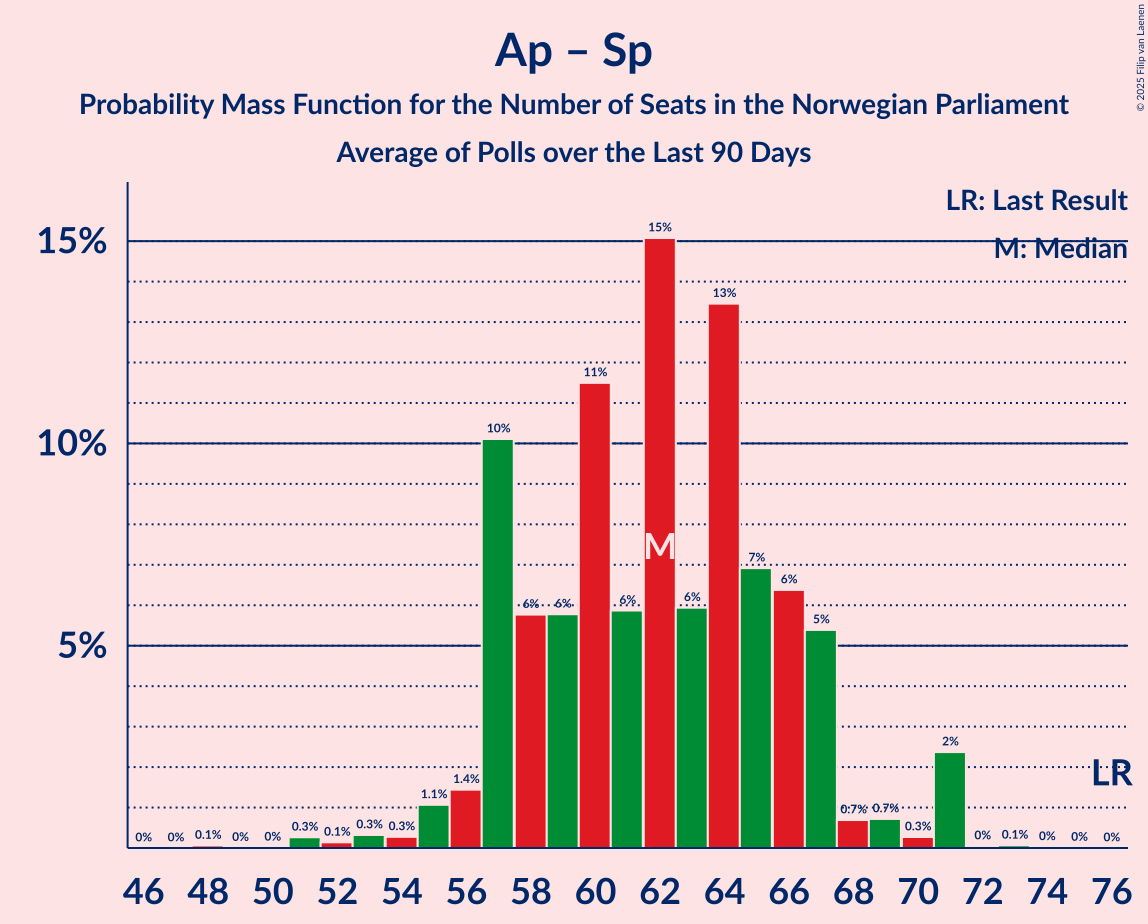 Ap – Sp
Probability Mass Function for the Number of Seats in the Norwegian Parliament
Average of Polls over the Last 90 Days
© 2025 Filip van Laenen
LR: Last Result
M: Median
15%
10%
5%
0% 0% 0.1% 0% 0% 0.3% 0.1% 0.3% 0.3% 1.1% 1.4% 10% 6% 6% 11% 6% 15% 6% 13% 7% 6% 5% 0.7% 0.7% 0.3% 2% 0% 0.1% 0% 0% 0%
M
LR
46 48 50 52 54 56 58 60 62 64 66 68 70 72 74 76